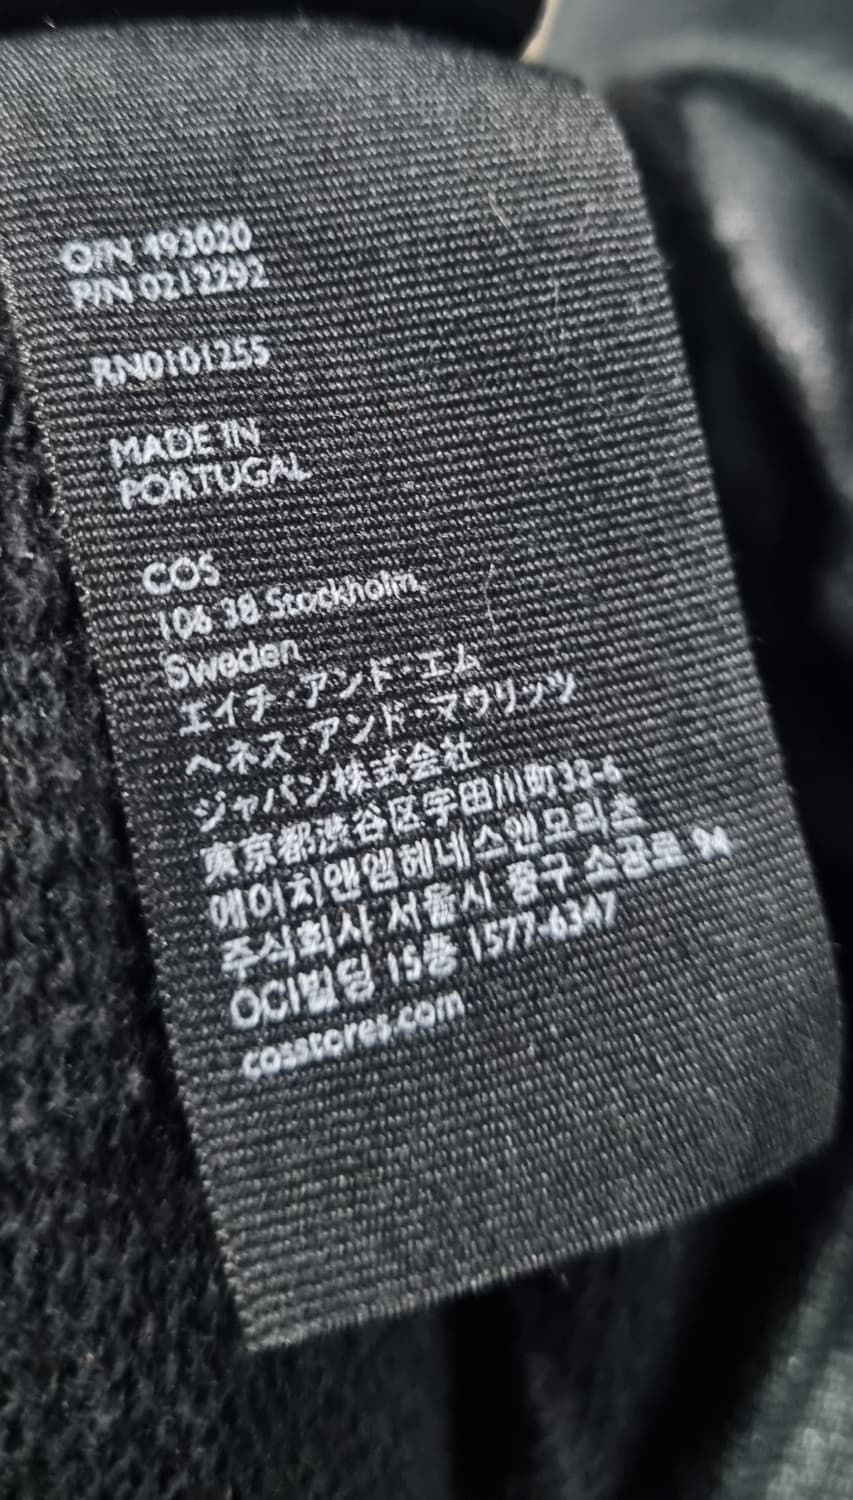 O/N 493020
P/N 0212292
RN0101255
MADE IN
PORTUGAL
COS
106 38 Stockholm,
Sweden
エイチ・アンド・エム
ヘネス・アンド・マウリッツ
ジャパン株式会社
東京都渋谷区宇田川町33-6
에이치앤엠헤네스앤모리츠
주식회사 서울시 중구 소공로 94
OCI빌딩 15층 1577-6347
cosstores.com